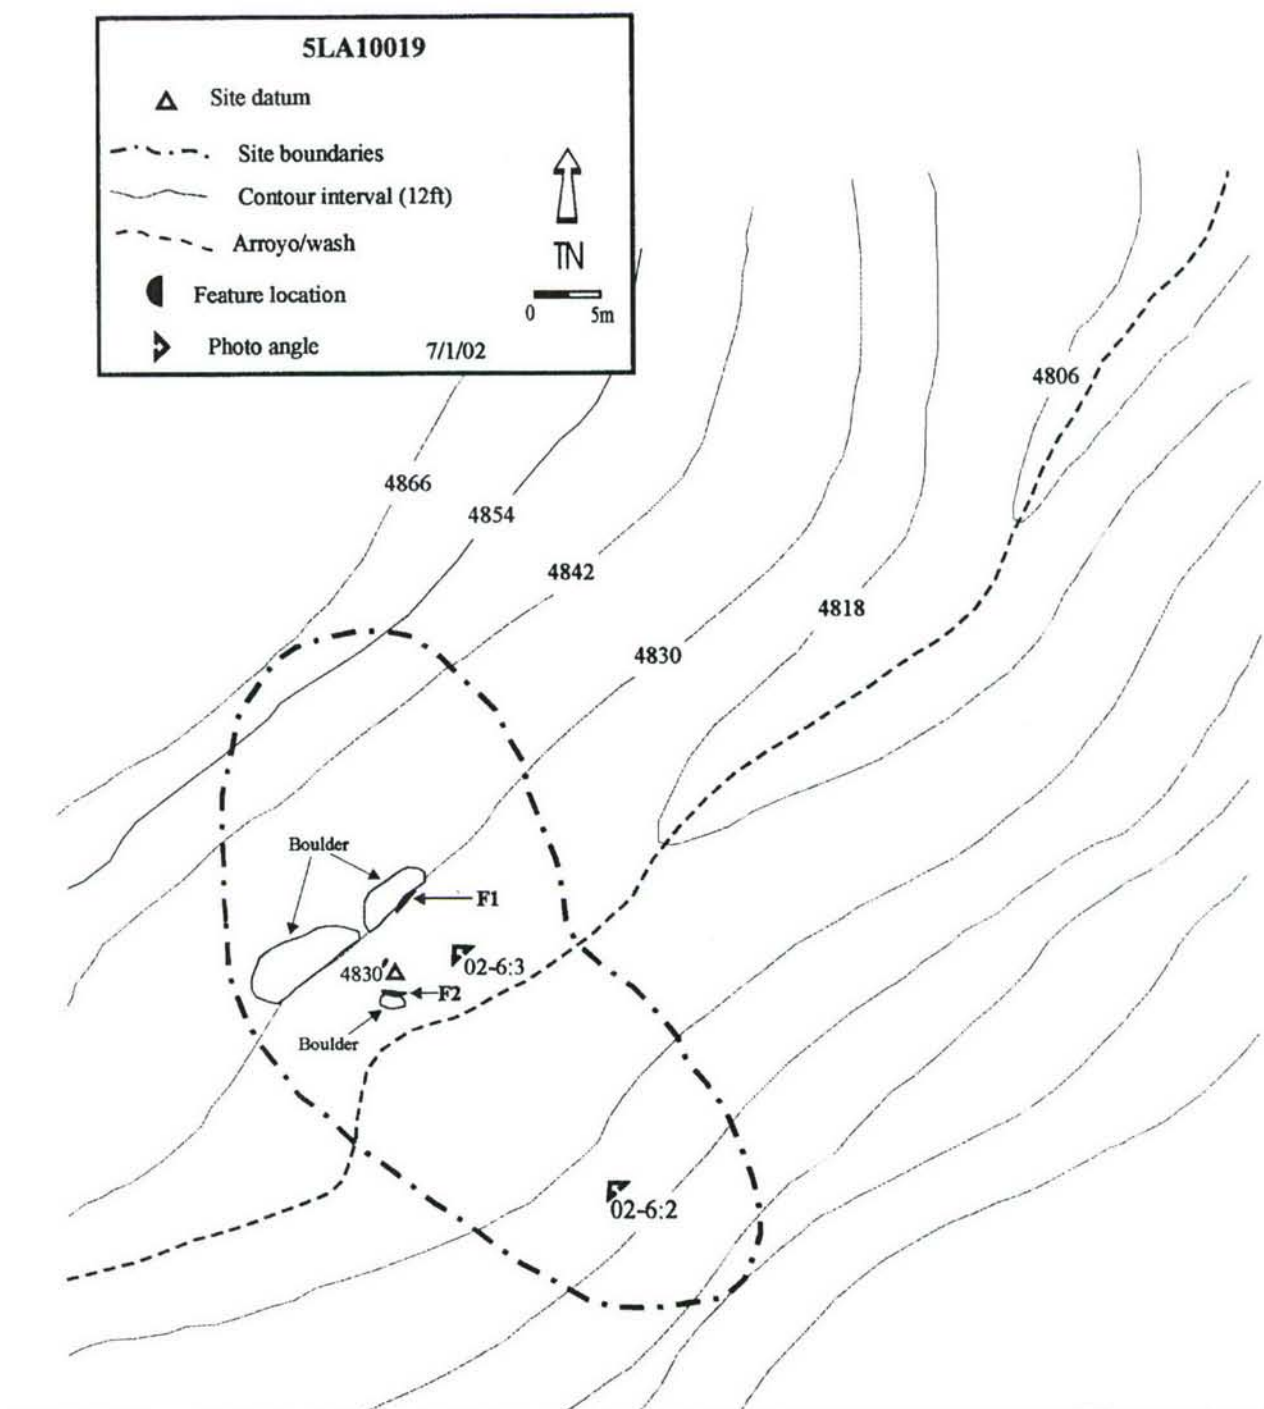 5LA10019
Site datum
Site boundaries
Contour interval (12ft)
Arroyo/wash
TN
Feature location
0 5m
Photo angle 7/1/02
4806
4866
4854
4842
4818
4830
Boulder
F1
4830'
02-6:3
F2
Boulder
02-6:2